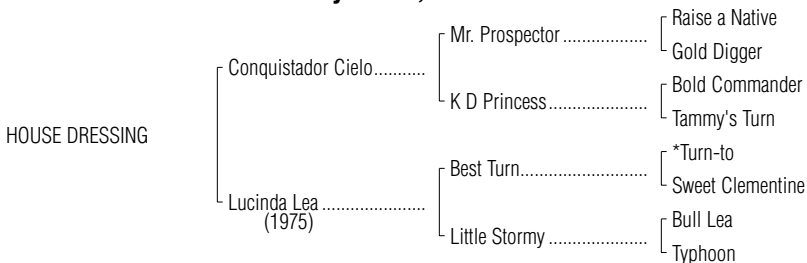 Raise a Native
Mr. Prospector ....................
Gold Digger
Conquistador Cielo...........
Bold Commander
K D Princess.......................
Tammy's Turn
HOUSE DRESSING
*Turn-to
Best Turn.............................
Sweet Clementine
Lucinda Lea .......................
(1975)
Bull Lea
Little Stormy .......................
Typhoon